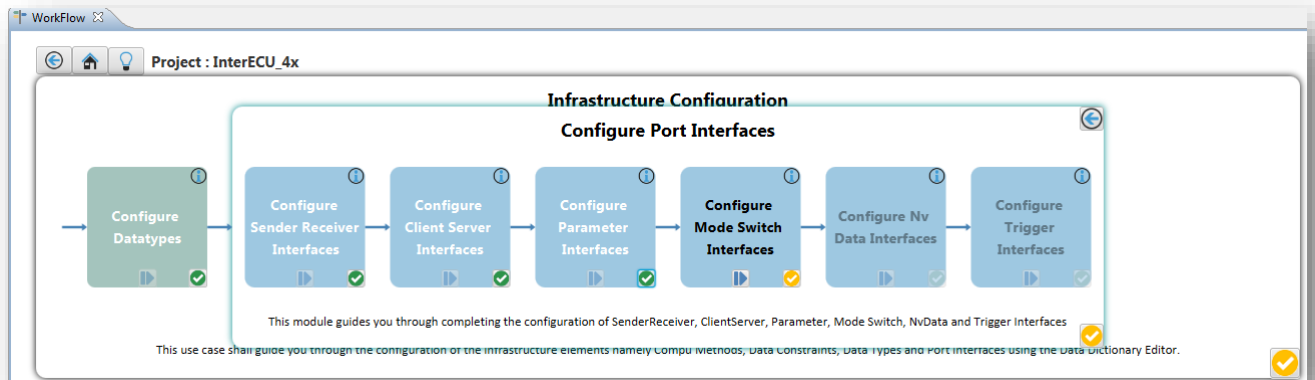 WorkFlow
Project : InterECU_4x
Infrastructure Configuration
Configure Port Interfaces
Configure
Datatypes
Configure
Sender Receiver
Interfaces
Configure
Client Server
Interfaces
Configure
Parameter
Interfaces
Configure
Mode Switch
Interfaces
Configure Nv
Data Interfaces
Configure
Trigger
Interfaces
This module guides you through completing the configuration of SenderReceiver, ClientServer, Parameter, Mode Switch, NvData and Trigger Interfaces
This use case shall guide you through the configuration of the infrastructure elements namely Compu Methods, Data Constraints, Data Types and Port Interfaces using the Data Dictionary Editor.